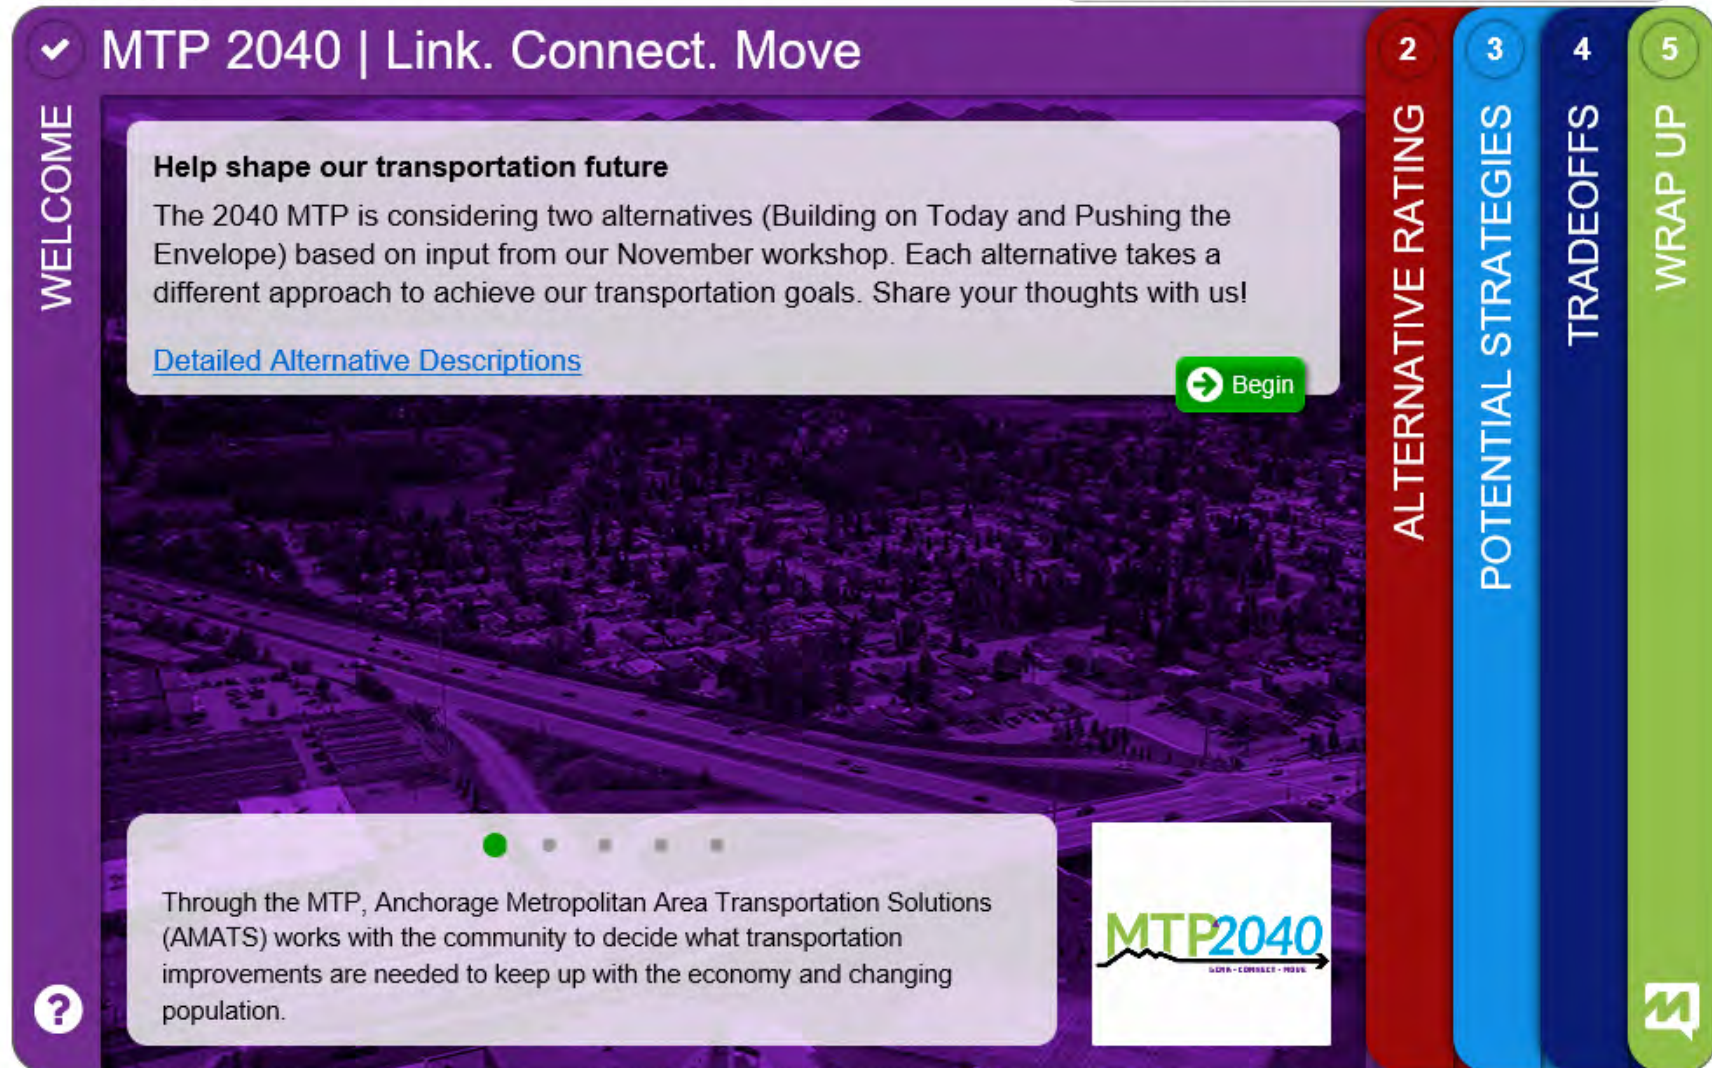 MTP 2040 | Link. Connect. Move
WELCOME
Help shape our transportation future
The 2040 MTP is considering two alternatives (Building on Today and Pushing the
Envelope) based on input from our November workshop. Each alternative takes a
different approach to achieve our transportation goals. Share your thoughts with us!
Detailed Alternative Descriptions
Begin
Through the MTP, Anchorage Metropolitan Area Transportation Solutions
(AMATS) works with the community to decide what transportation
improvements are needed to keep up with the economy and changing
population.
MTP2040
LINK - CONNECT - MOVE
?
2
ALTERNATIVE RATING
3
POTENTIAL STRATEGIES
4
TRADEOFFS
5
WRAP UP